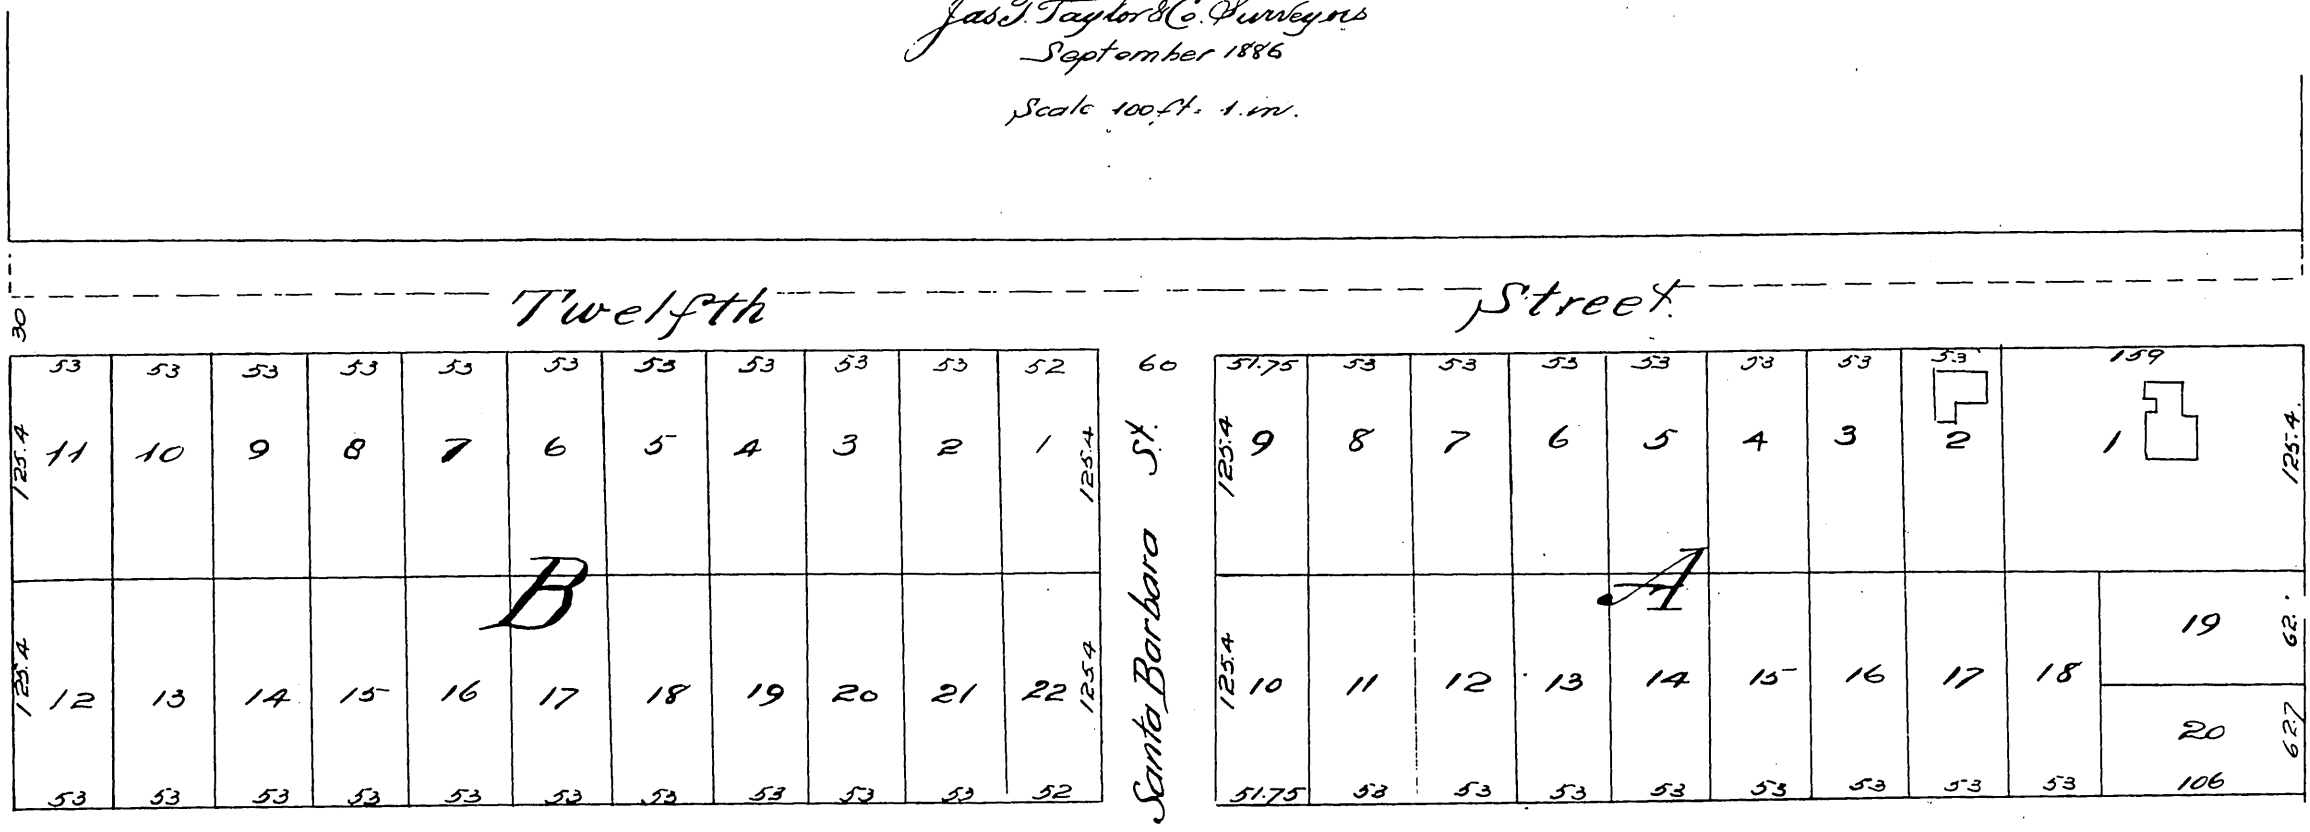 Jas. T. Taylor & Co. Surveyors
September 1886
Scale 100 ft. = 1 in.
Twelfth Street.
30
53 53 53 53 53 53 53 53 53 53 52 60 51.75 53 53 53 53 53 53 53 159
125.4 11 10 9 8 7 6 5 4 3 2 1 125.4 St. 125.4 9 8 7 6 5 4 3 2 1 125.4.
B Santa Barbara A
125.4 12 13 14 15 16 17 18 19 20 21 22 125.4 125.4 10 11 12 13 14 15 16 17 18 19 62.
20 62.7
53 53 53 53 53 53 53 53 53 53 52 51.75 53 53 53 53 53 53 53 53 106